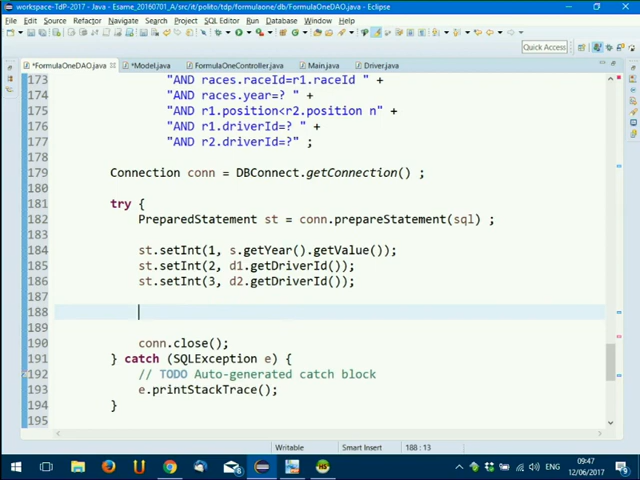 workspace-TdP-2017 - Java - Esame_20160701/src/it/polito/tdp/formulaone/db/FormulaOneDAO.java - Eclipse
File Edit Source Refactor Navigate Search Project SQL Editor Run Database Window Help
Quick Access
*FormulaOneDAO.java *Model.java FormulaOneController.java Main.java Driver.java
173 "AND races.raceId=r1.raceId " +
174 "AND races.year=? " +
175 "AND r1.position<r2.position n" +
176 "AND r1.driverId=? " +
177 "AND r2.driverId=?" ;
178
179 Connection conn = DBConnect.getConnection() ;
180
181 try {
182 PreparedStatement st = conn.prepareStatement(sql) ;
183
184 st.setInt(1, s.getYear().getValue());
185 st.setInt(2, d1.getDriverId());
186 st.setInt(3, d2.getDriverId());
187
188
189
190 conn.close();
191 } catch (SQLException e) {
192 // TODO Auto-generated catch block
193 e.printStackTrace();
194 }
195
Writable Smart Insert 188 : 13
09:47
12/06/2017